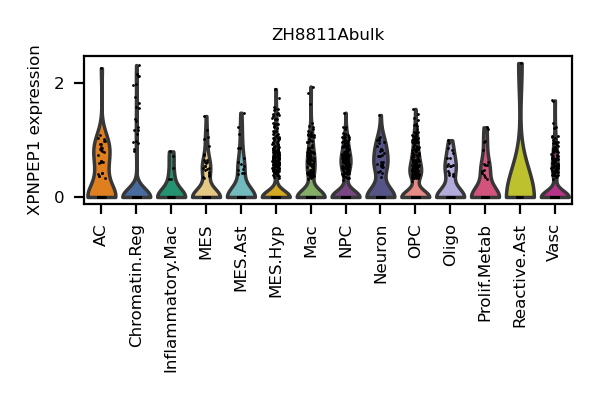 ZH8811Abulk
XPNPEP1 expression
2
0
AC
Chromatin.Reg
Inflammatory.Mac
MES
MES.Ast
MES.Hyp
Mac
NPC
Neuron
OPC
Oligo
Prolif.Metab
Reactive.Ast
Vasc